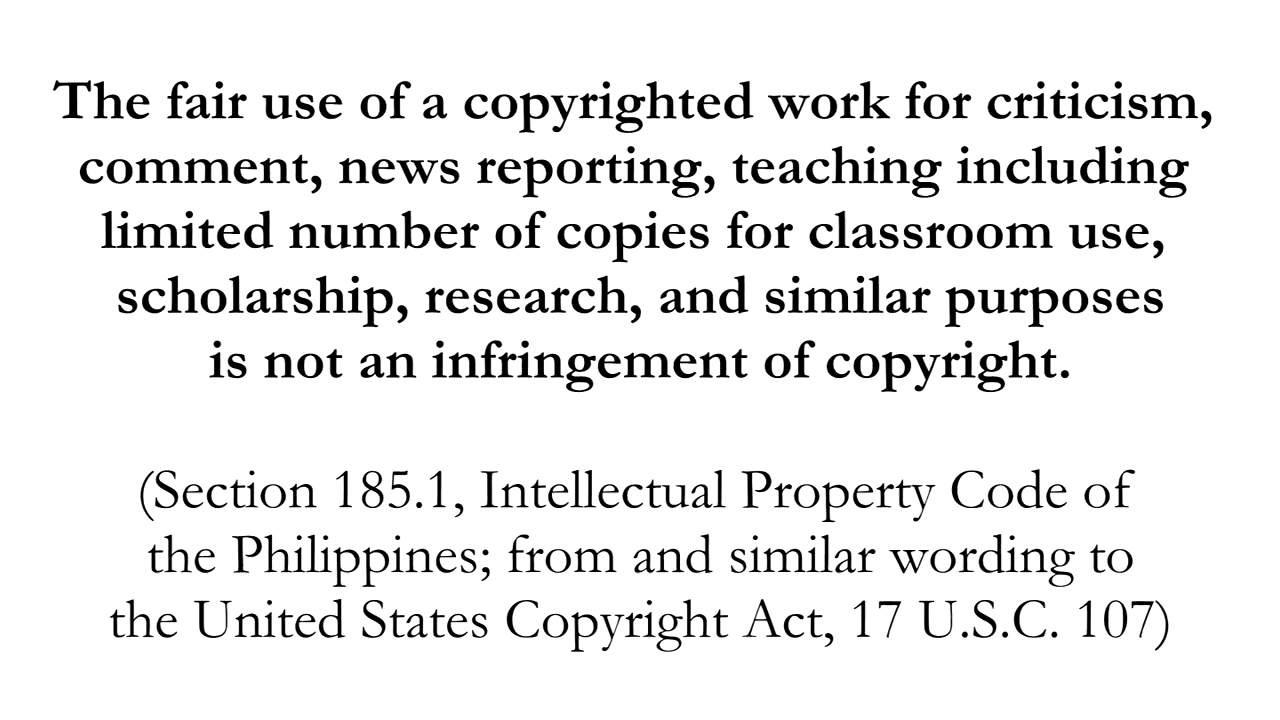 The fair use of a copyrighted work for criticism,
comment, news reporting, teaching including
limited number of copies for classroom use,
scholarship, research, and similar purposes
is not an infringement of copyright.
(Section 185.1, Intellectual Property Code of
the Philippines; from and similar wording to
the United States Copyright Act, 17 U.S.C. 107)